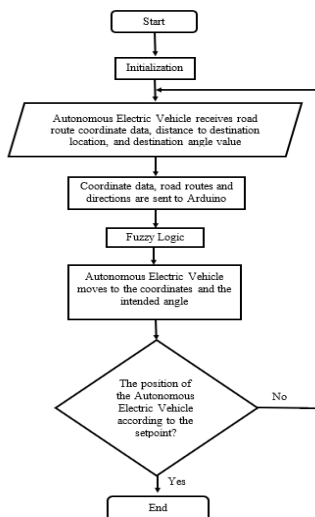 Start
Initialization
Autonomous Electric Vehicle receives road
route coordinate data, distance to destination
location, and destination angle value
Coordinate data, road routes and
directions are sent to Arduino
Fuzzy Logic
Autonomous Electric Vehicle
moves to the coordinates and the
intended angle
The position of
the Autonomous
Electric Vehicle
according to the
setpoint?
No
Yes
End